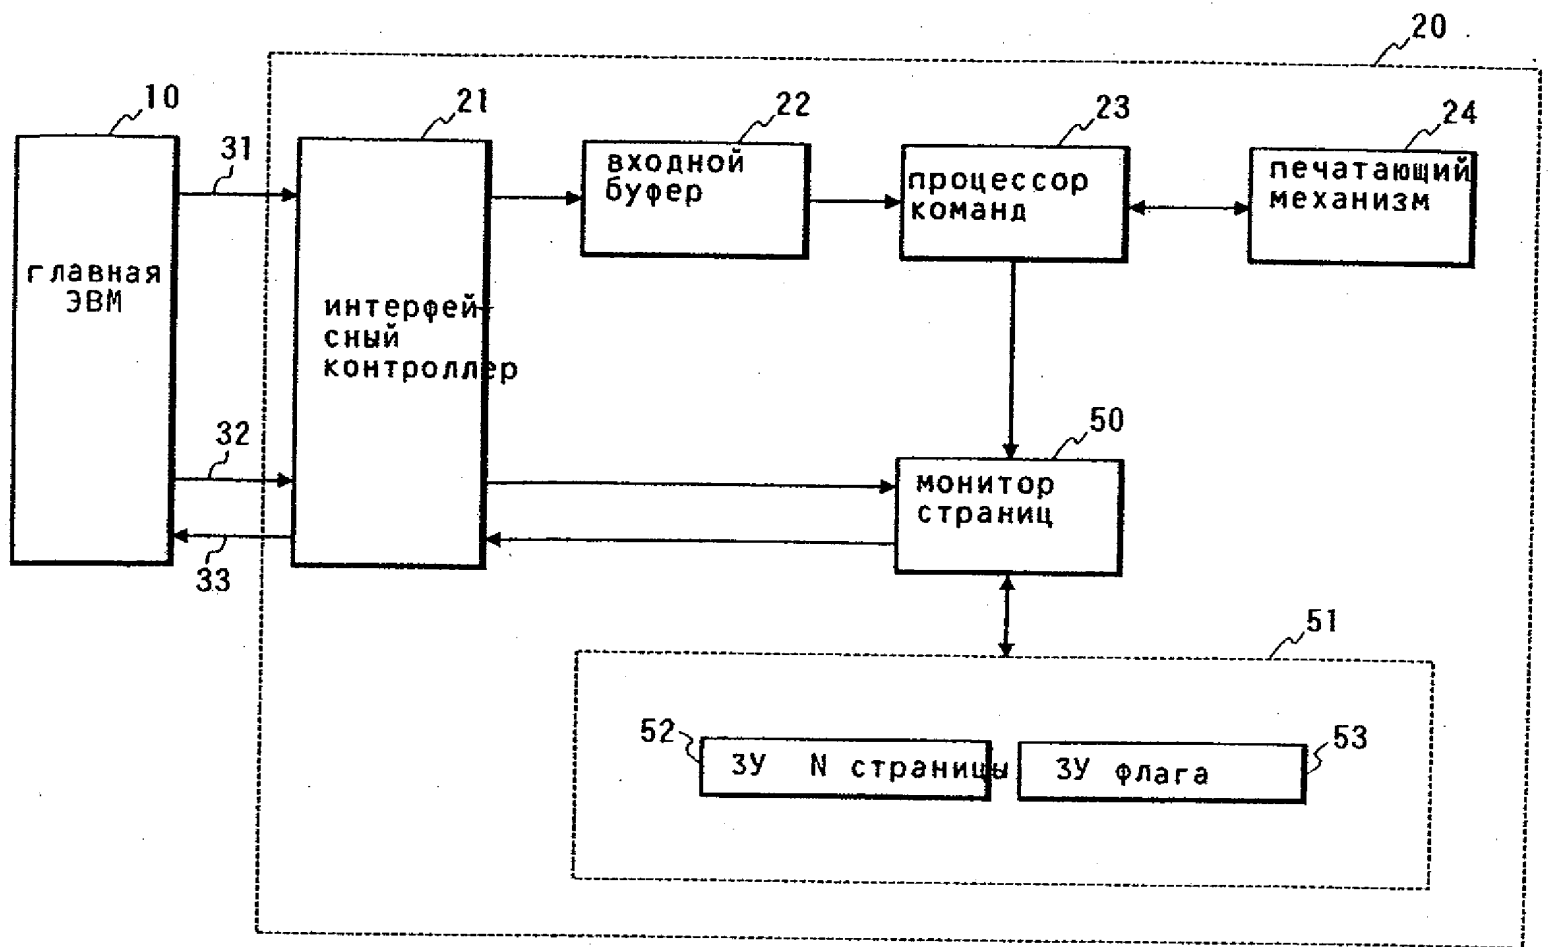 20
10
21
22
23
24
31
входной
буфер
процессор
команд
печатающий
механизм
главная
ЭВМ
интерфей-
сный
контроллер
32
33
50
монитор
страниц
51
52
ЗУ N страницы
ЗУ флага
53